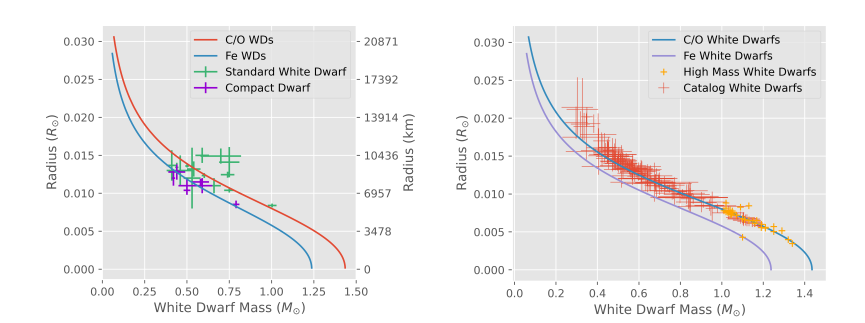 0.030
0.025
0.020
0.015
0.010
0.005
0.000
Radius (R⊙)
C/O WDs
Fe WDs
Standard White Dwarf
Compact Dwarf
20871
17392
13914
10436
6957
3478
0
Radius (km)
0.00 0.25 0.50 0.75 1.00 1.25 1.50
White Dwarf Mass (M⊙)
0.030
0.025
0.020
0.015
0.010
0.005
0.000
Radius (R⊙)
C/O White Dwarfs
Fe White Dwarfs
High Mass White Dwarfs
Catalog White Dwarfs
0.0 0.2 0.4 0.6 0.8 1.0 1.2 1.4
White Dwarf Mass (M⊙)